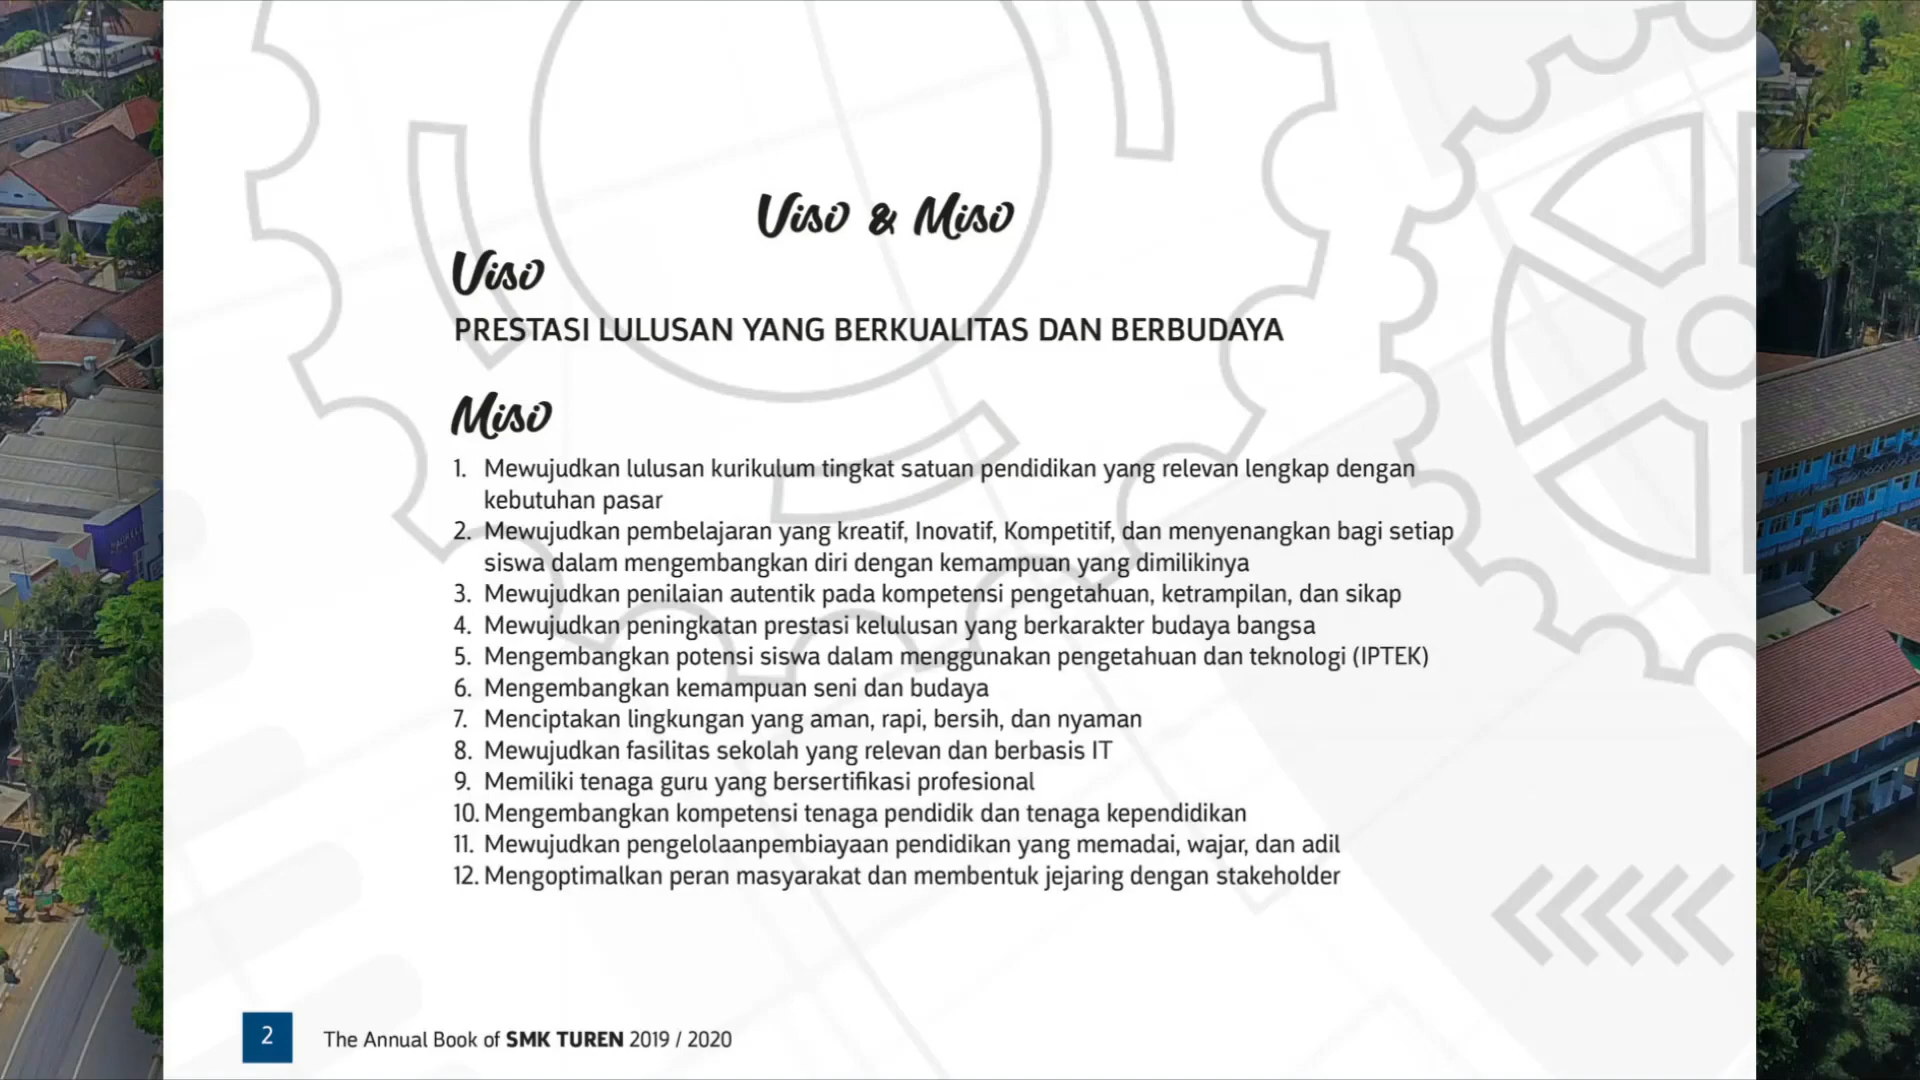 Visi & Misi
Visi
PRESTASI LULUSAN YANG BERKUALITAS DAN BERBUDAYA
Misi
1. Mewujudkan lulusan kurikulum tingkat satuan pendidikan yang relevan lengkap dengan
kebutuhan pasar
2. Mewujudkan pembelajaran yang kreatif, Inovatif, Kompetitif, dan menyenangkan bagi setiap
siswa dalam mengembangkan diri dengan kemampuan yang dimilikinya
3. Mewujudkan penilaian autentik pada kompetensi pengetahuan, ketrampilan, dan sikap
4. Mewujudkan peningkatan prestasi kelulusan yang berkarakter budaya bangsa
5. Mengembangkan potensi siswa dalam menggunakan pengetahuan dan teknologi (IPTEK)
6. Mengembangkan kemampuan seni dan budaya
7. Menciptakan lingkungan yang aman, rapi, bersih, dan nyaman
8. Mewujudkan fasilitas sekolah yang relevan dan berbasis IT
9. Memiliki tenaga guru yang bersertifikasi profesional
10. Mengembangkan kompetensi tenaga pendidik dan tenaga kependidikan
11. Mewujudkan pengelolaanpembiayaan pendidikan yang memadai, wajar, dan adil
12. Mengoptimalkan peran masyarakat dan membentuk jejaring dengan stakeholder
2 The Annual Book of SMK TUREN 2019 / 2020